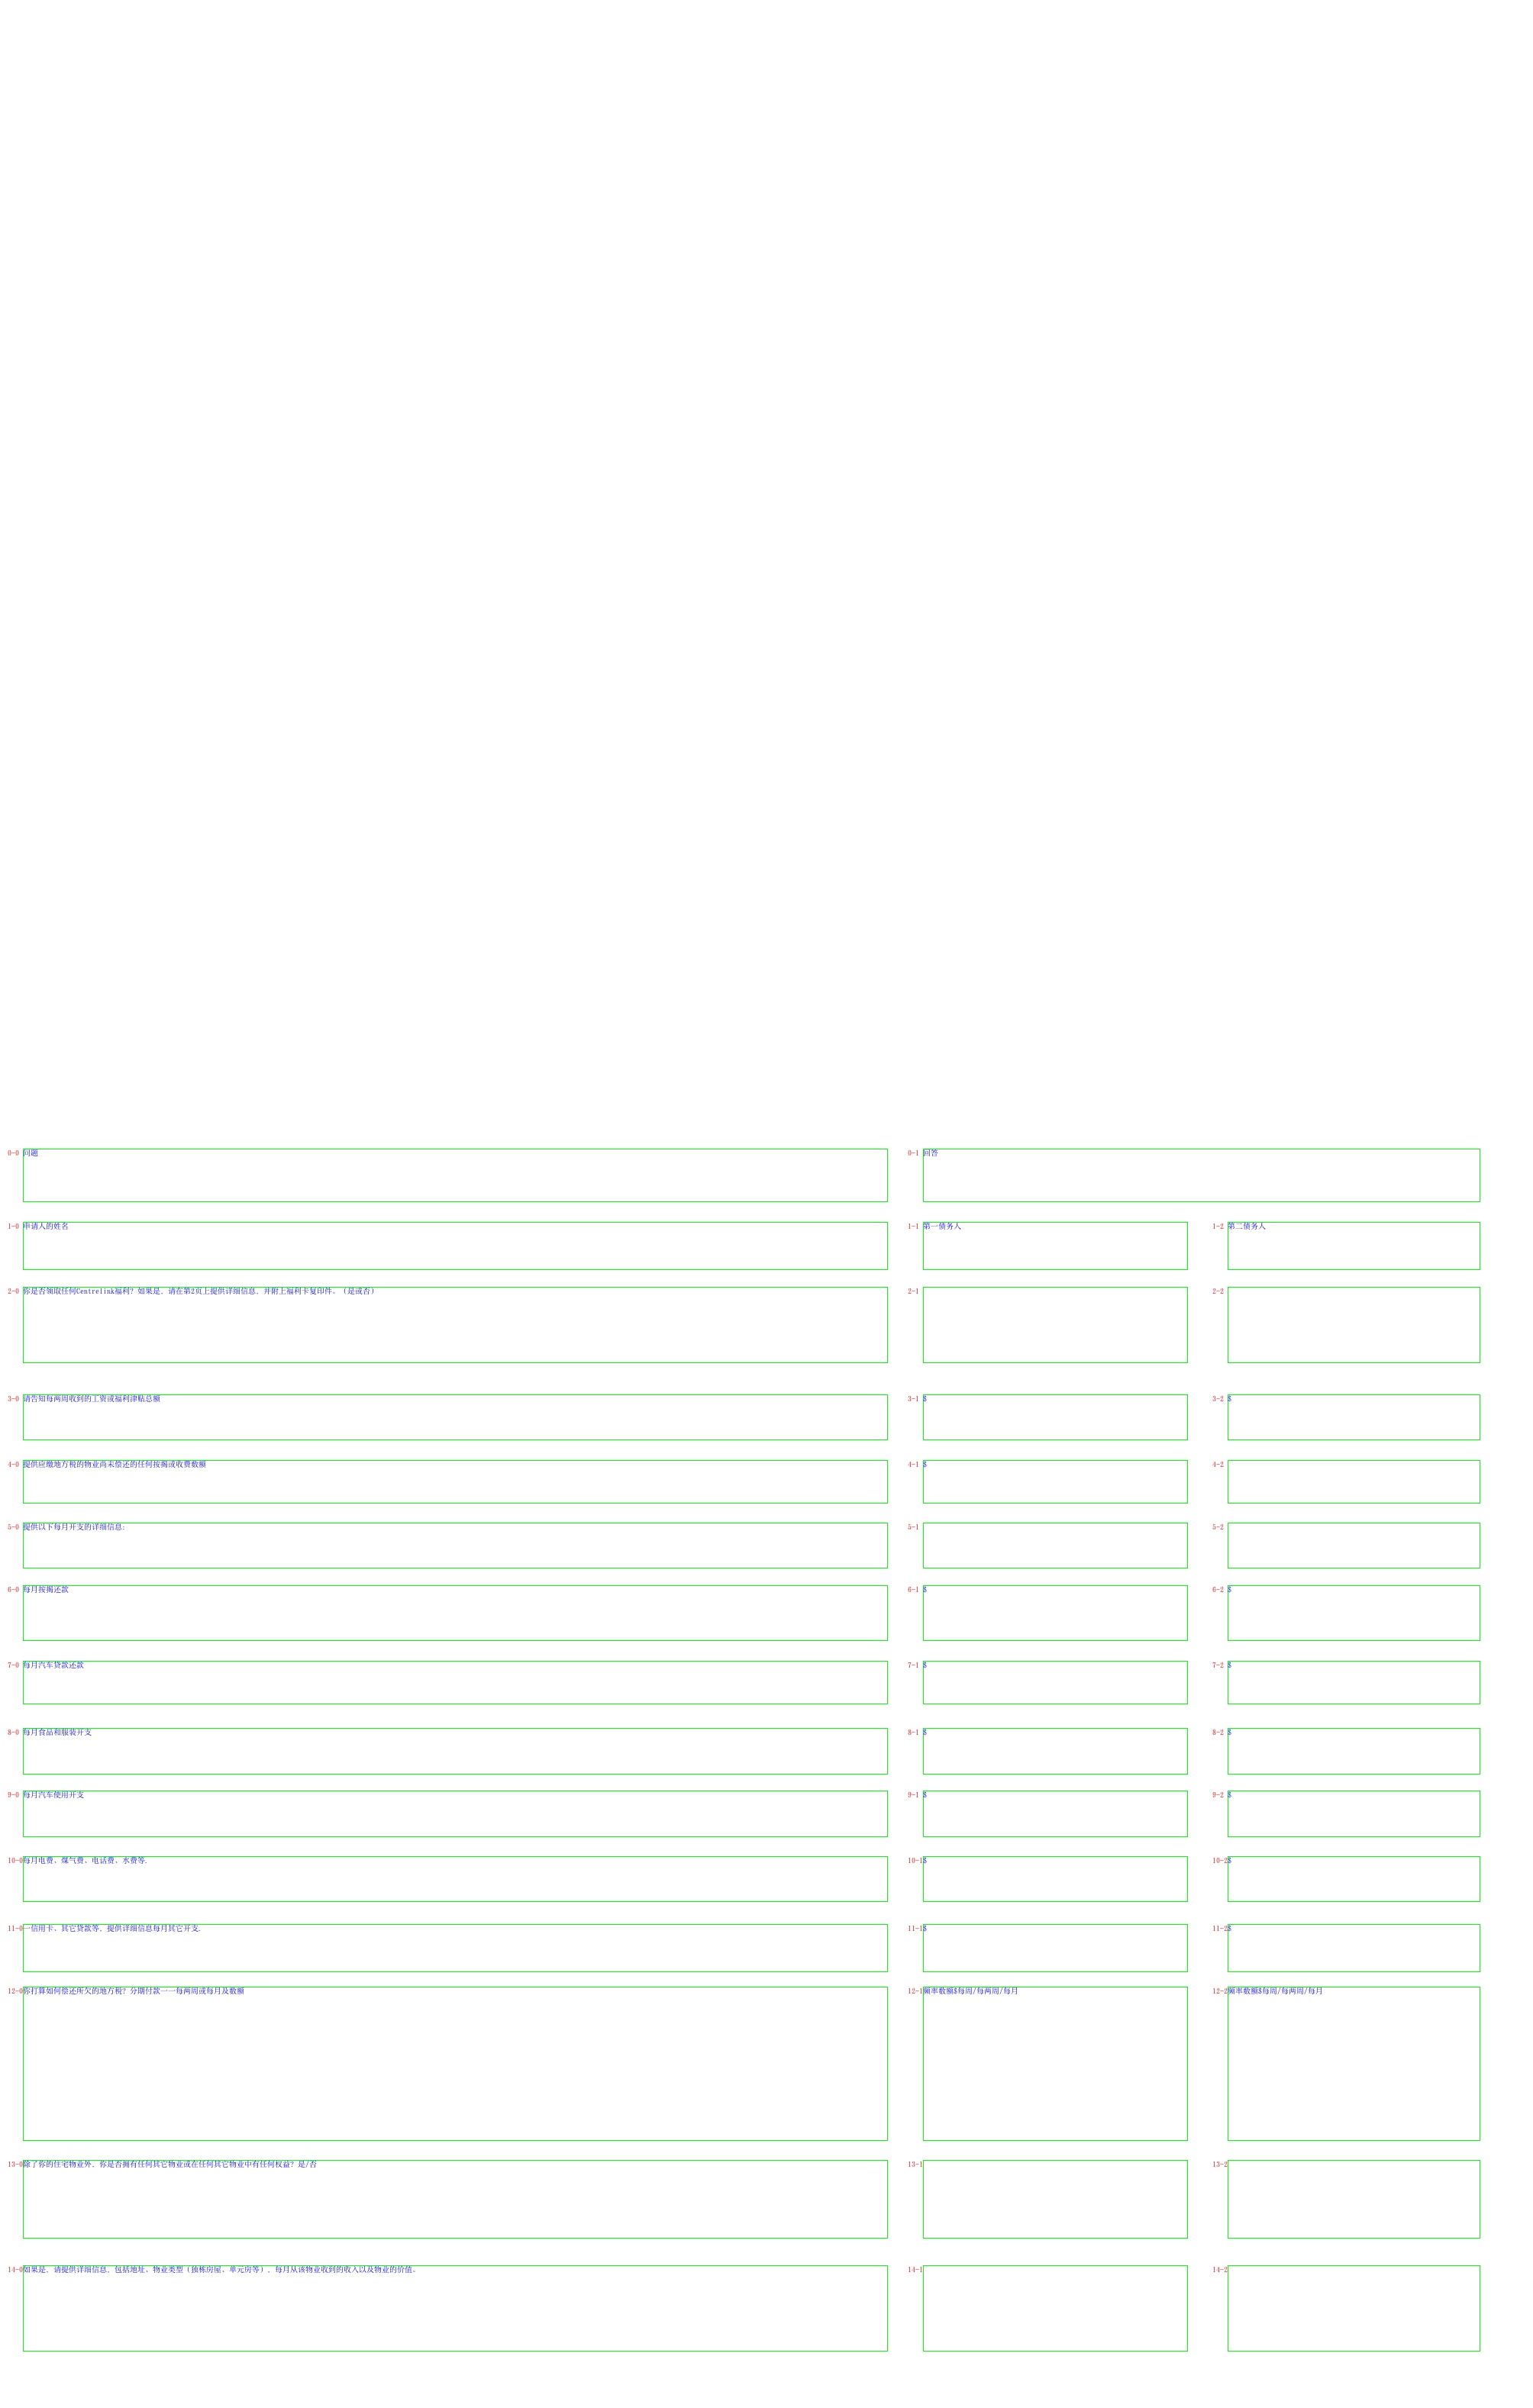 0-0 问题 0-1 回答
1-0 申请人的姓名 1-1 第一债务人 1-2 第二债务人
2-0 你是否领取任何Centrelink福利？如果是，请在第2页上提供详细信息，并附上福利卡复印件。（是或否） 2-1 2-2
3-0 请告知每两周收到的工资或福利津贴总额 3-1 $ 3-2 $
4-0 提供应缴地方税的物业尚未偿还的任何按揭或收费数额 4-1 $ 4-2
5-0 提供以下每月开支的详细信息: 5-1 5-2
6-0 每月按揭还款 6-1 $ 6-2 $
7-0 每月汽车贷款还款 7-1 $ 7-2 $
8-0 每月食品和服装开支 8-1 $ 8-2 $
9-0 每月汽车使用开支 9-1 $ 9-2 $
10-0 每月电费、煤气费、电话费、水费等. 10-1 $ 10-2 $
11-0 一信用卡、其它贷款等，提供详细信息每月其它开支. 11-1 $ 11-2 $
12-0 你打算如何偿还所欠的地方税？分期付款一一每两周或每月及数额 12-1 频率数额$每周/每两周/每月 12-2 频率数额$每周/每两周/每月
13-0 除了你的住宅物业外，你是否拥有任何其它物业或在任何其它物业中有任何权益？是/否 13-1 13-2
14-0 如果是，请提供详细信息，包括地址、物业类型（独栋房屋、单元房等），每月从该物业收到的收入以及物业的价值。 14-1 14-2